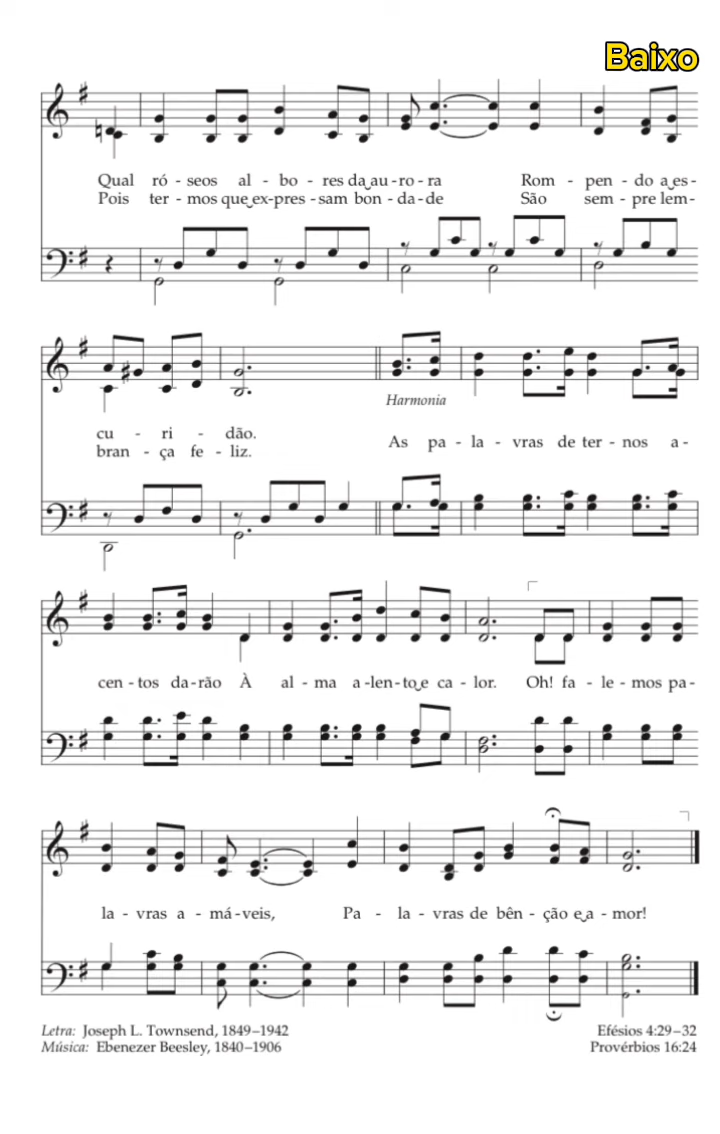 Baixo
Qual ró - seos al - bo - res da au - ro - ra Rom - pen - do a es -
Pois ter - mos que ex - pres - sam bon - da - de São sem - pre lem -
Harmonia
cu - ri - dão. As pa - la - vras de ter - nos a -
bran - ça fe - liz.
cen - tos da - rão À al - ma a - len - to e ca - lor. Oh! fa - le - mos pa -
la - vras a - má - veis, Pa - la - vras de bên - ção e a - mor!
Letra: Joseph L. Townsend, 1849–1942 Efésios 4:29–32
Música: Ebenezer Beesley, 1840–1906 Provérbios 16:24